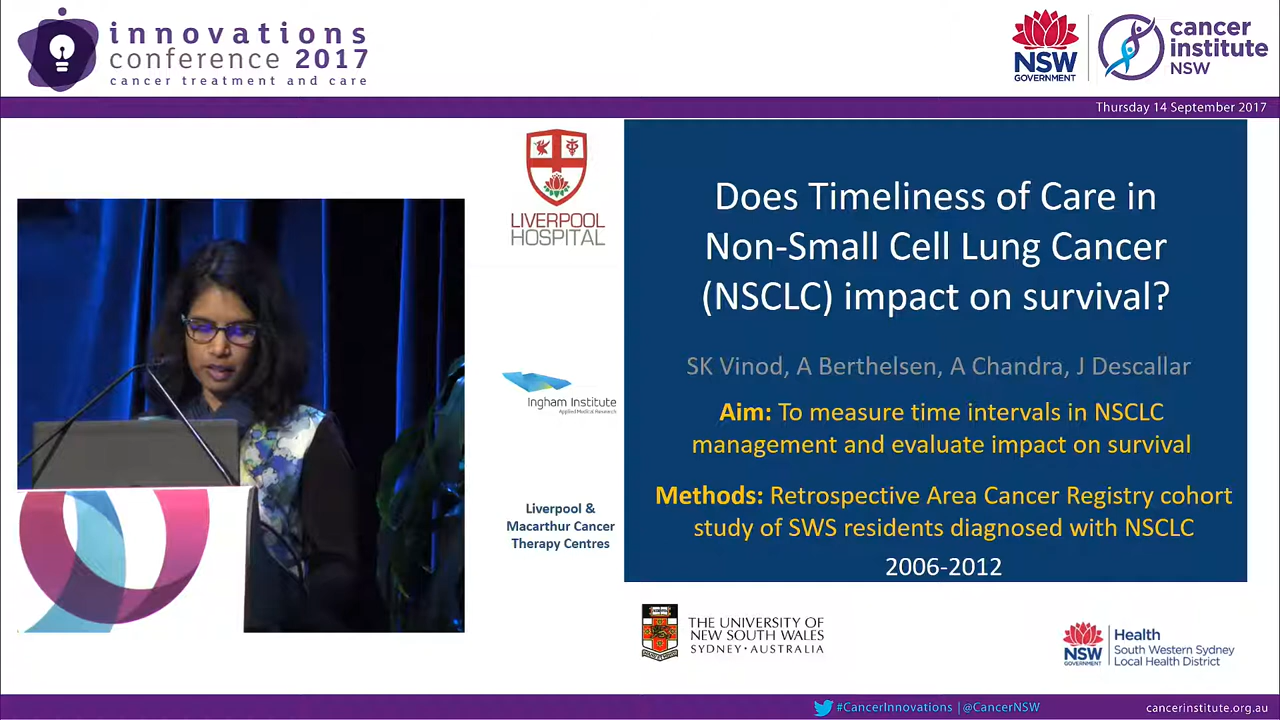 innovations
conference 2017
cancer treatment and care
NSW
GOVERNMENT
cancer
institute
NSW
Thursday 14 September 2017
LIVERPOOL
HOSPITAL
Ingham Institute
Applied Medical Research
Liverpool &
Macarthur Cancer
Therapy Centres
Does Timeliness of Care in
Non-Small Cell Lung Cancer
(NSCLC) impact on survival?
SK Vinod, A Berthelsen, A Chandra, J Descallar
Aim: To measure time intervals in NSCLC
management and evaluate impact on survival
Methods: Retrospective Area Cancer Registry cohort
study of SWS residents diagnosed with NSCLC
2006-2012
THE UNIVERSITY OF
NEW SOUTH WALES
SYDNEY • AUSTRALIA
NSW
GOVERNMENT
Health
South Western Sydney
Local Health District
#CancerInnovations | @CancerNSW
cancerinstitute.org.au